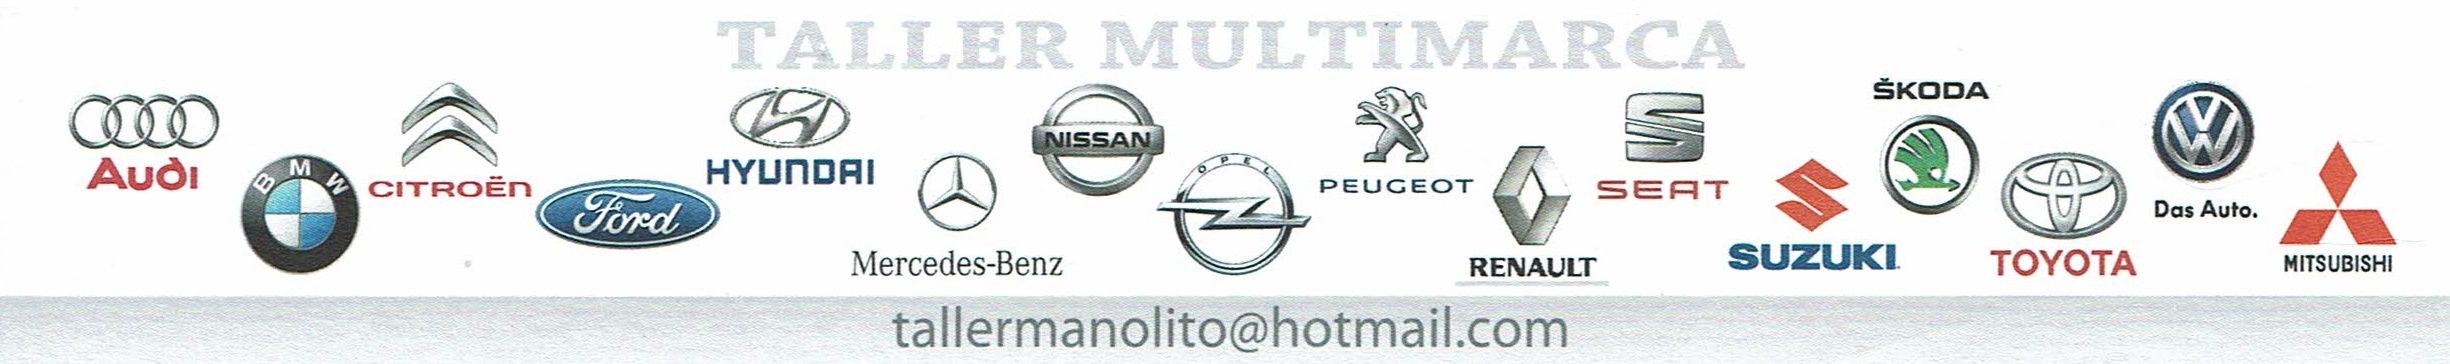 TALLER MULTIMARCA
Audi
BMW
CITROËN
Ford
HYUNDAI
Mercedes-Benz
NISSAN
OPEL
PEUGEOT
RENAULT
SEAT
SUZUKI
ŠKODA
TOYOTA
Das Auto.
MITSUBISHI
tallermanolito@hotmail.com